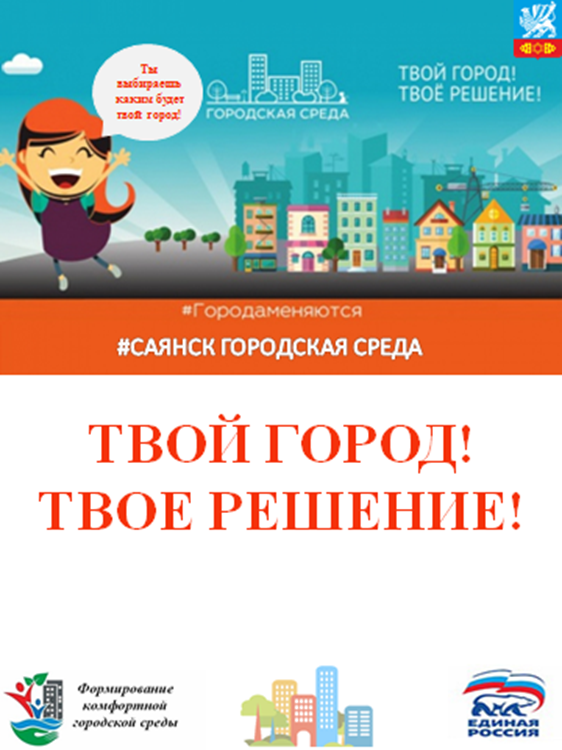 Ты
выбираешь
каким будет
твой город!
ГОРОДСКАЯ СРЕДА
ТВОЙ ГОРОД!
ТВОЁ РЕШЕНИЕ!
#Городаменяются
#САЯНСК ГОРОДСКАЯ СРЕДА
ТВОЙ ГОРОД!
ТВОЕ РЕШЕНИЕ!
Формирование
комфортной
городской среды
ЕДИНАЯ
РОССИЯ